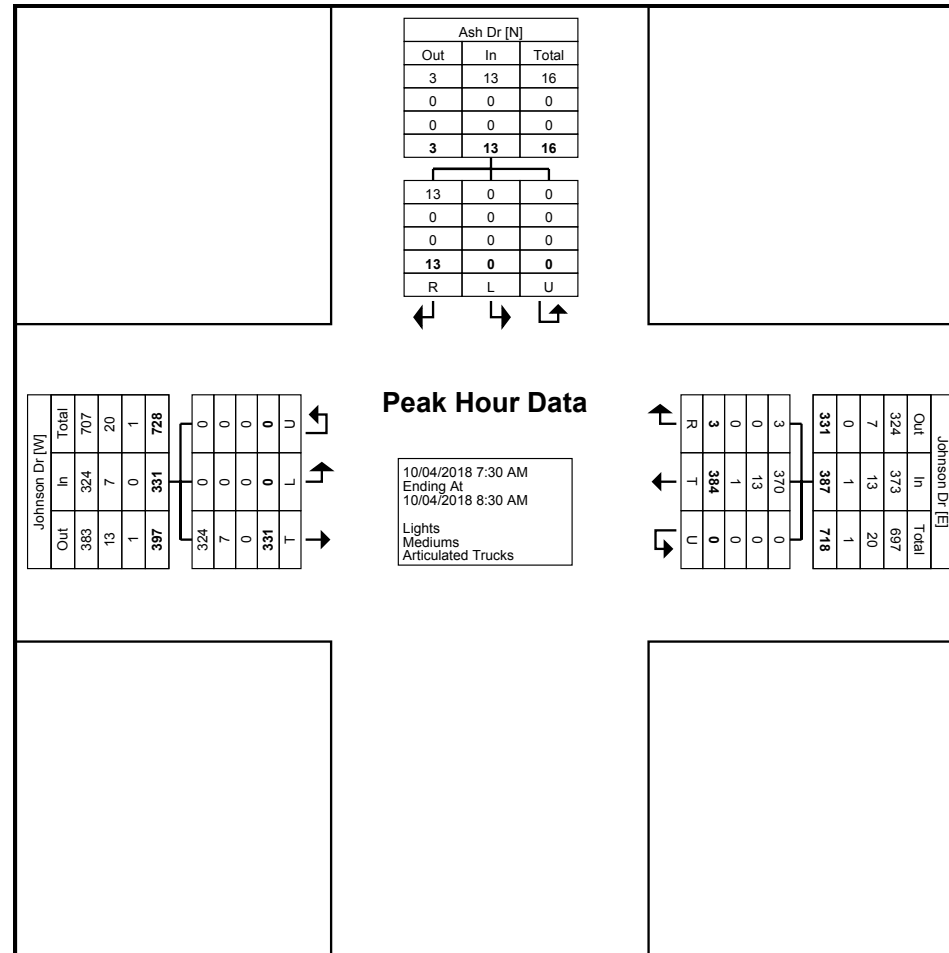 Ash Dr [N]
Out In Total
3 13 16
0 0 0
0 0 0
3 13 16
13 0 0
0 0 0
0 0 0
13 0 0
R L U
Peak Hour Data
10/04/2018 7:30 AM
Ending At
10/04/2018 8:30 AM
Lights
Mediums
Articulated Trucks
Johnson Dr [W]
Total 707 20 1 728
In 324 7 0 331
Out 383 13 1 397
0 0 0 0 U
0 0 0 0 L
324 7 0 331 T
Johnson Dr [E]
Out In Total
324 373 697
7 13 20
0 1 1
331 387 718
3 370 0
0 13 0
0 1 0
3 384 0
R T U